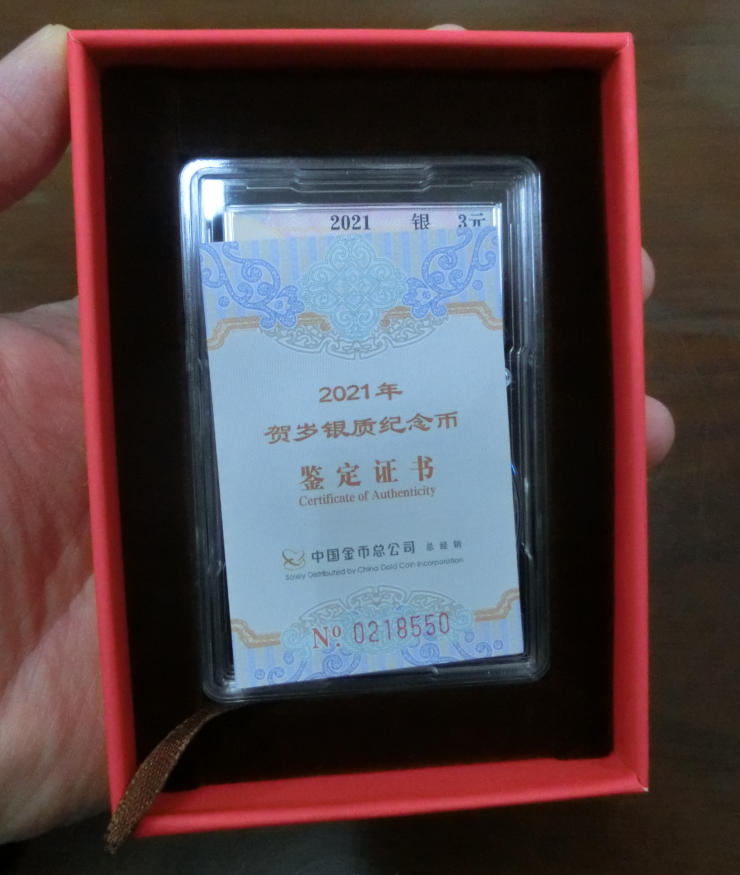 2021 银 3元
2021年
贺岁银质纪念币
鉴定证书
Certificate of Authenticity
中国金币总公司 总经销
Solely Distributed by China Gold Coin Incorporation
No. 0218550